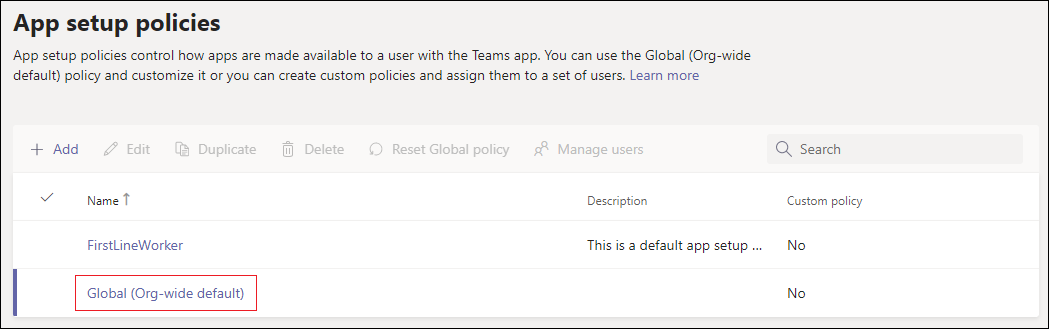 App setup policies
App setup policies control how apps are made available to a user with the Teams app. You can use the Global (Org-wide
default) policy and customize it or you can create custom policies and assign them to a set of users. Learn more
Add Edit Duplicate Delete Reset Global policy Manage users Search
Name Description Custom policy
FirstLineWorker This is a default app setup ... No
Global (Org-wide default) No